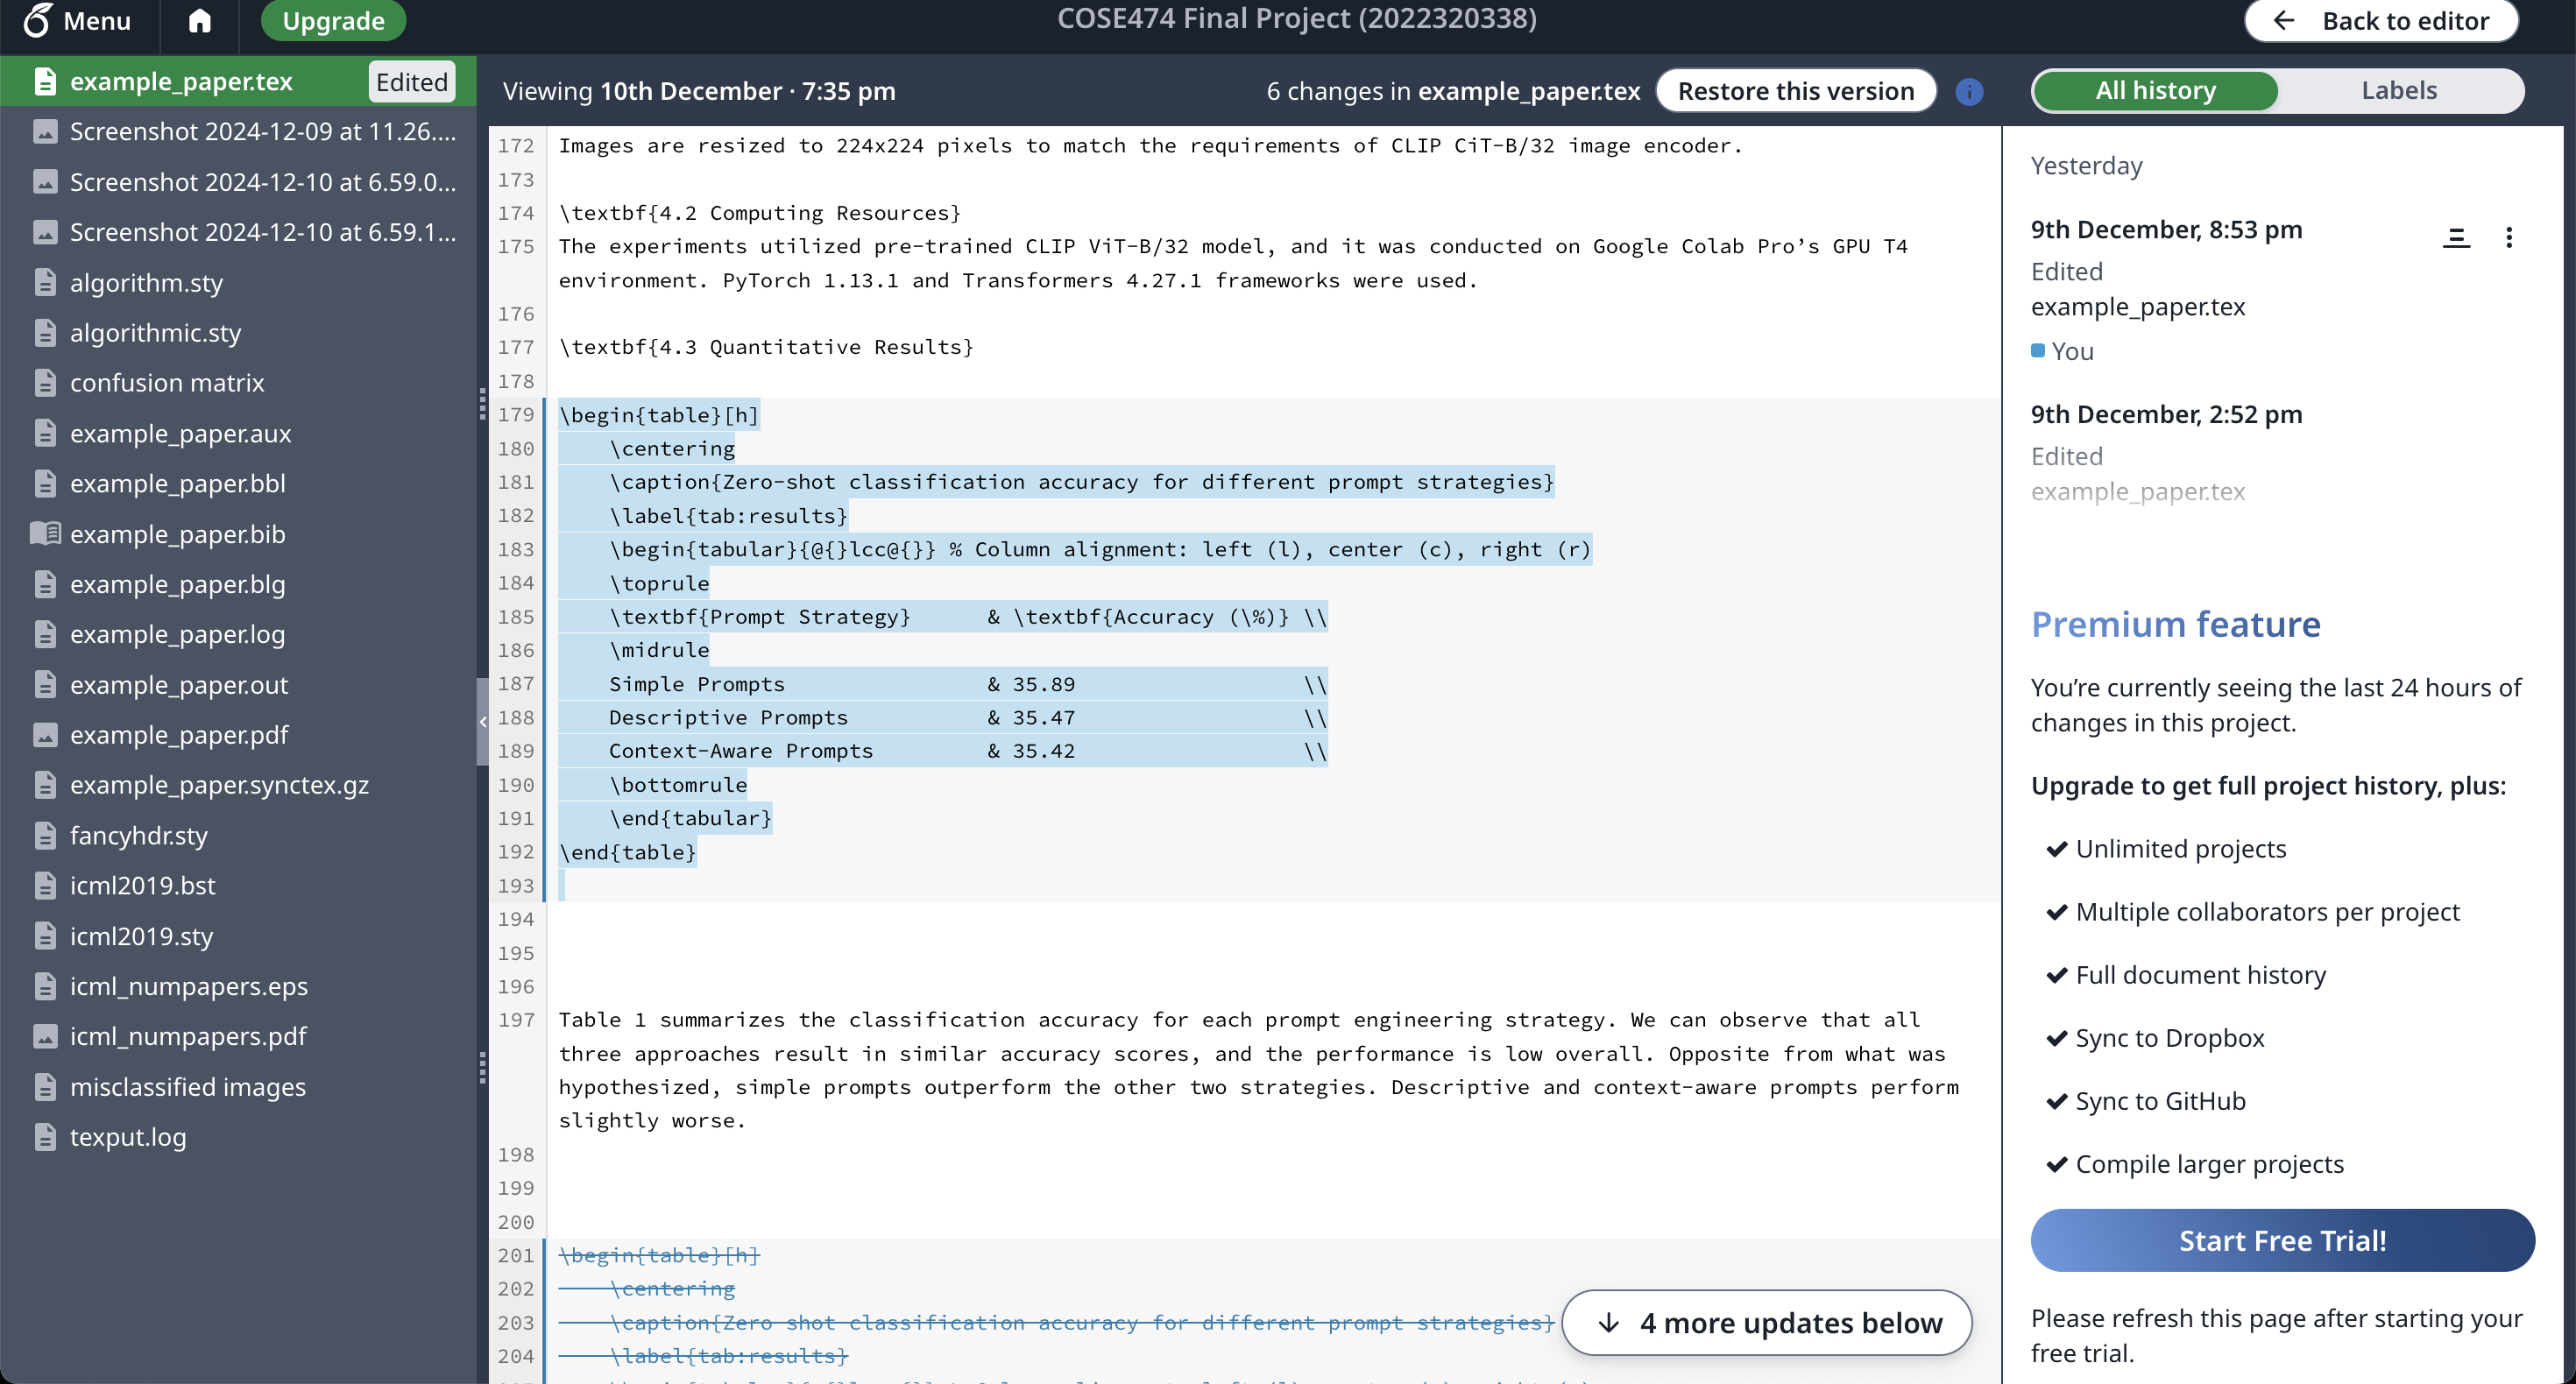 Menu
Upgrade
COSE474 Final Project (2022320338)
Back to editor
example_paper.tex Edited
Screenshot 2024-12-09 at 11.26....
Screenshot 2024-12-10 at 6.59.0...
Screenshot 2024-12-10 at 6.59.1...
algorithm.sty
algorithmic.sty
confusion matrix
example_paper.aux
example_paper.bbl
example_paper.bib
example_paper.blg
example_paper.log
example_paper.out
example_paper.pdf
example_paper.synctex.gz
fancyhdr.sty
icml2019.bst
icml2019.sty
icml_numpapers.eps
icml_numpapers.pdf
misclassified images
texput.log
Viewing 10th December · 7:35 pm
6 changes in example_paper.tex
Restore this version
172 Images are resized to 224x224 pixels to match the requirements of CLIP CiT-B/32 image encoder.
173
174 \textbf{4.2 Computing Resources}
175 The experiments utilized pre-trained CLIP ViT-B/32 model, and it was conducted on Google Colab Pro’s GPU T4
environment. PyTorch 1.13.1 and Transformers 4.27.1 frameworks were used.
176
177 \textbf{4.3 Quantitative Results}
178
179 \begin{table}[h]
180     \centering
181     \caption{Zero-shot classification accuracy for different prompt strategies}
182     \label{tab:results}
183     \begin{tabular}{@{}lcc@{}} % Column alignment: left (l), center (c), right (r)
184     \toprule
185     \textbf{Prompt Strategy}      & \textbf{Accuracy (\%)} \\
186     \midrule
187     Simple Prompts                & 35.89                  \\
188     Descriptive Prompts           & 35.47                  \\
189     Context-Aware Prompts         & 35.42                  \\
190     \bottomrule
191     \end{tabular}
192 \end{table}
193
194
195
196
197 Table 1 summarizes the classification accuracy for each prompt engineering strategy. We can observe that all
three approaches result in similar accuracy scores, and the performance is low overall. Opposite from what was
hypothesized, simple prompts outperform the other two strategies. Descriptive and context-aware prompts perform
slightly worse.
198
199
200
201 \begin{table}[h]
202     \centering
203     \caption{Zero-shot classification accuracy for different prompt strategies}
204     \label{tab:results}
4 more updates below
All history
Labels
Yesterday
9th December, 8:53 pm
Edited
example_paper.tex
You
9th December, 2:52 pm
Edited
example_paper.tex
Premium feature
You’re currently seeing the last 24 hours of
changes in this project.
Upgrade to get full project history, plus:
Unlimited projects
Multiple collaborators per project
Full document history
Sync to Dropbox
Sync to GitHub
Compile larger projects
Start Free Trial!
Please refresh this page after starting your
free trial.